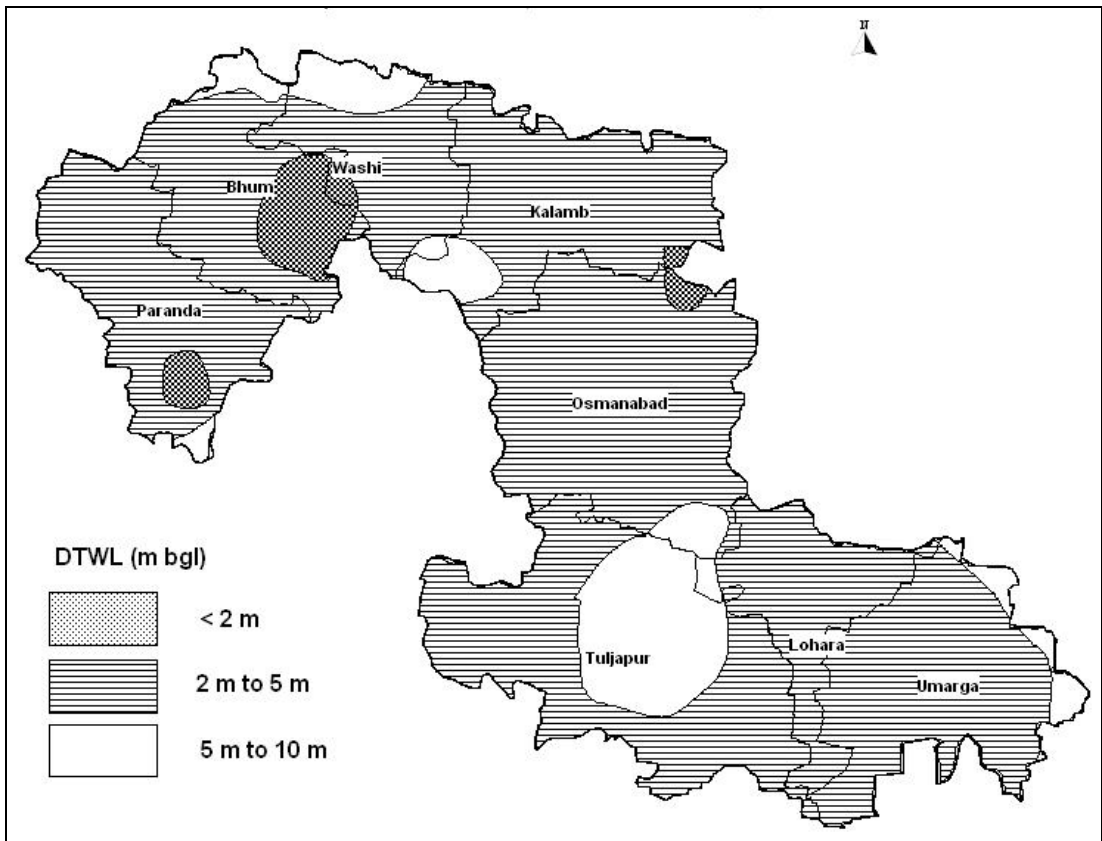 N
Washi
Bhum
Kalamb
Paranda
Osmanabad
DTWL (m bgl)
< 2 m
2 m to 5 m
5 m to 10 m
Tuljapur
Lohara
Umarga